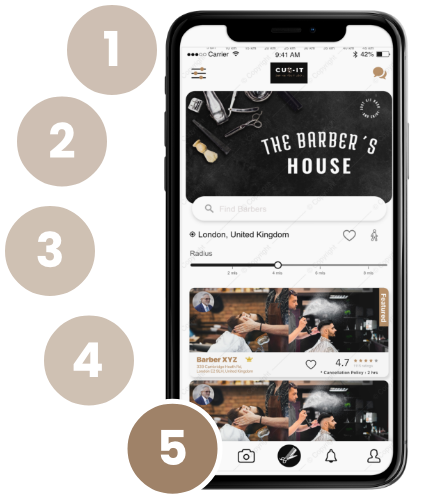 1
2
3
4
5
Carrier
9:41 AM
42%
CUT-IT
THE BARBER'S
HOUSE
Find Barbers
London, United Kingdom
Radius
2 mls
4 mls
6 mls
8 mls
Featured
Barber XYZ
4.7
* Cancellation Policy : 2 hrs